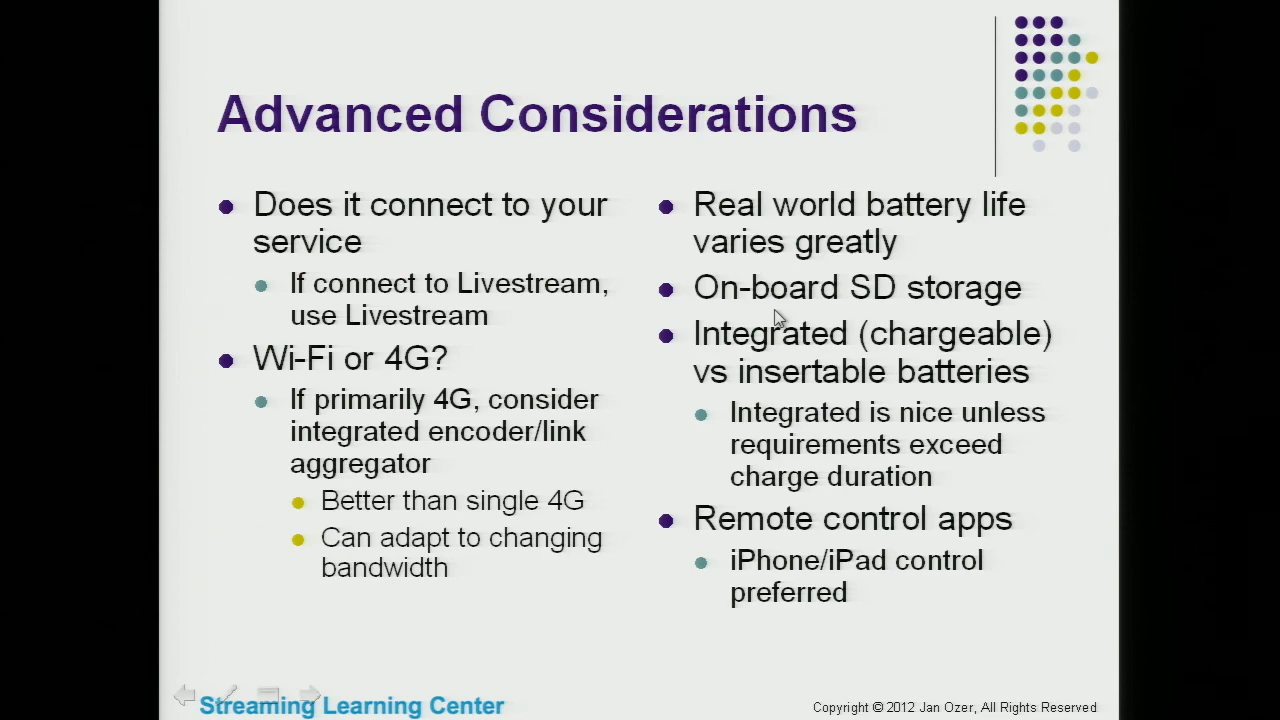 Advanced Considerations
Does it connect to your
service
If connect to Livestream,
use Livestream
Wi-Fi or 4G?
If primarily 4G, consider
integrated encoder/link
aggregator
Better than single 4G
Can adapt to changing
bandwidth
Real world battery life
varies greatly
On-board SD storage
Integrated (chargeable)
vs insertable batteries
Integrated is nice unless
requirements exceed
charge duration
Remote control apps
iPhone/iPad control
preferred
Streaming Learning Center
Copyright © 2012 Jan Ozer, All Rights Reserved